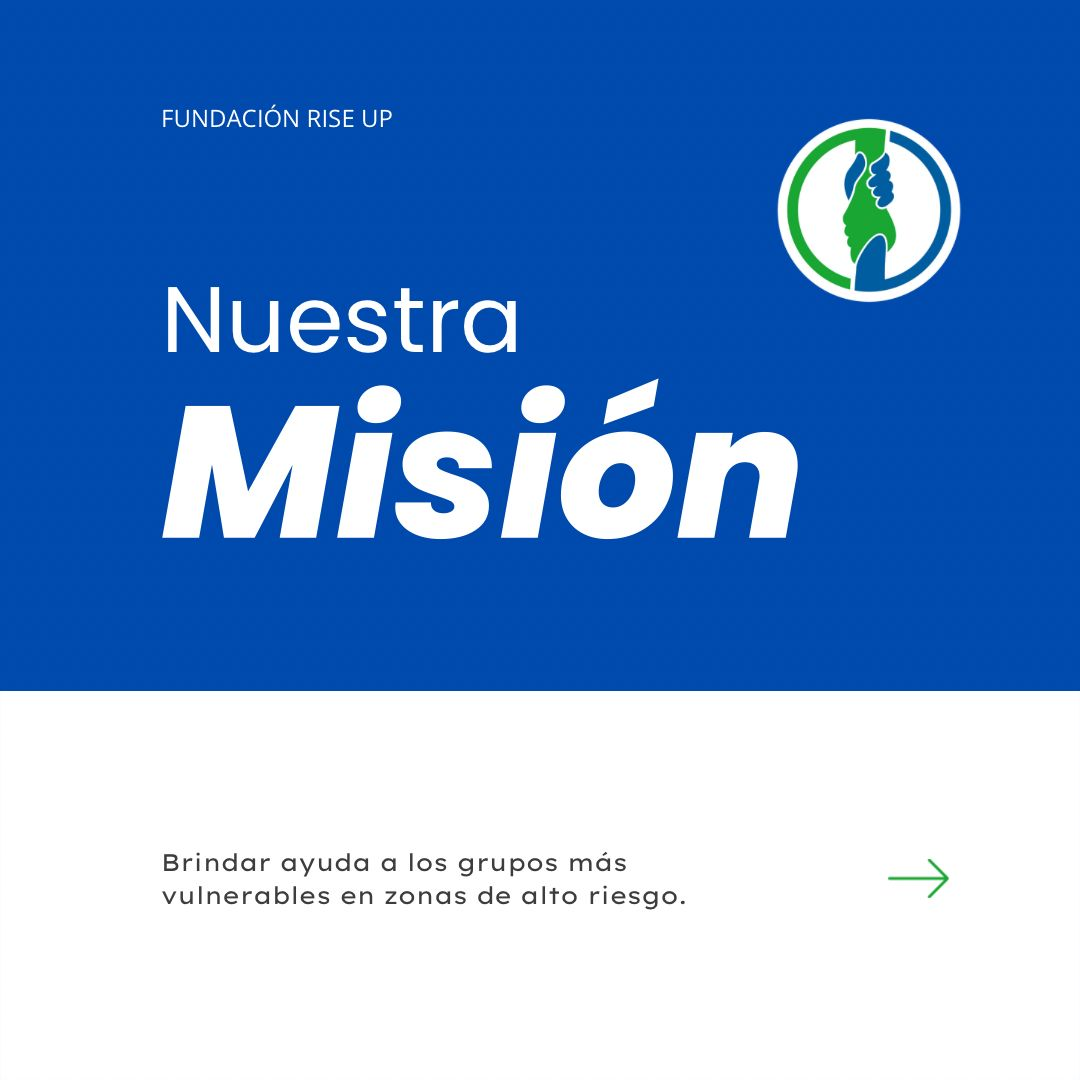 FUNDACIÓN RISE UP
Nuestra
Misión
Brindar ayuda a los grupos más
vulnerables en zonas de alto riesgo.